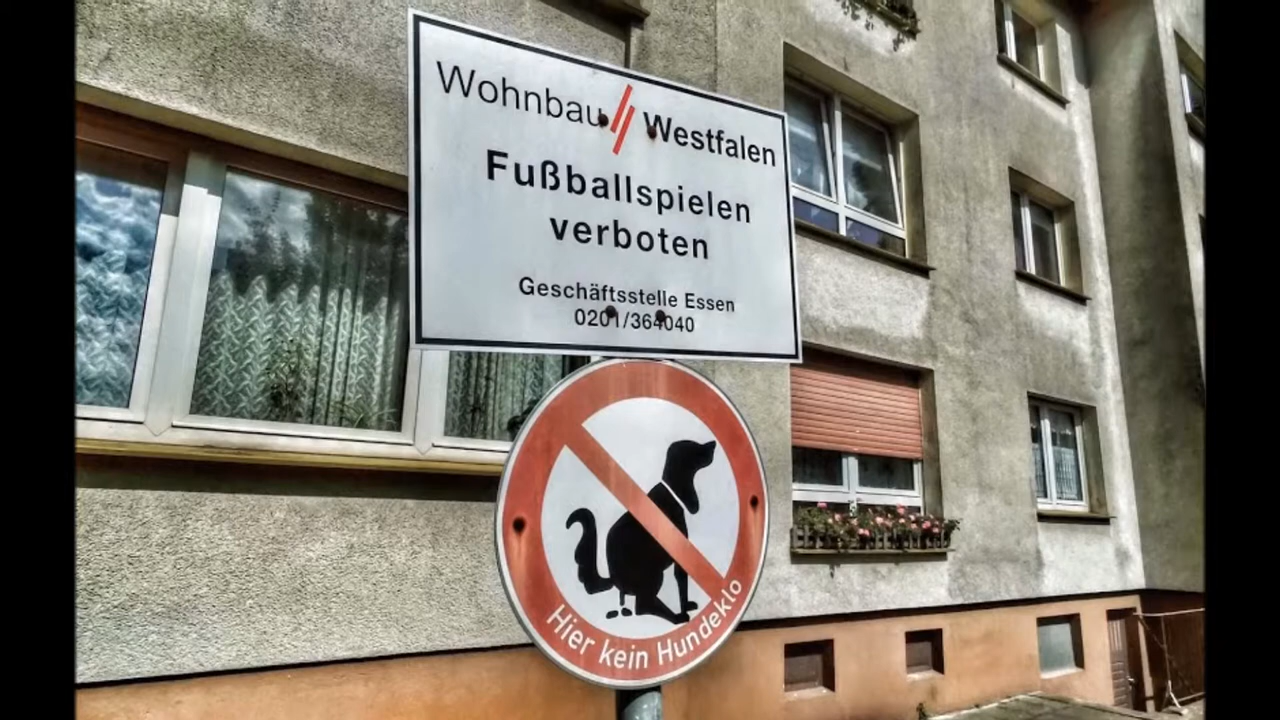 Wohnbau Westfalen
Fußballspielen
verboten
Geschäftsstelle Essen
0201/364040
Hier kein Hundeklo